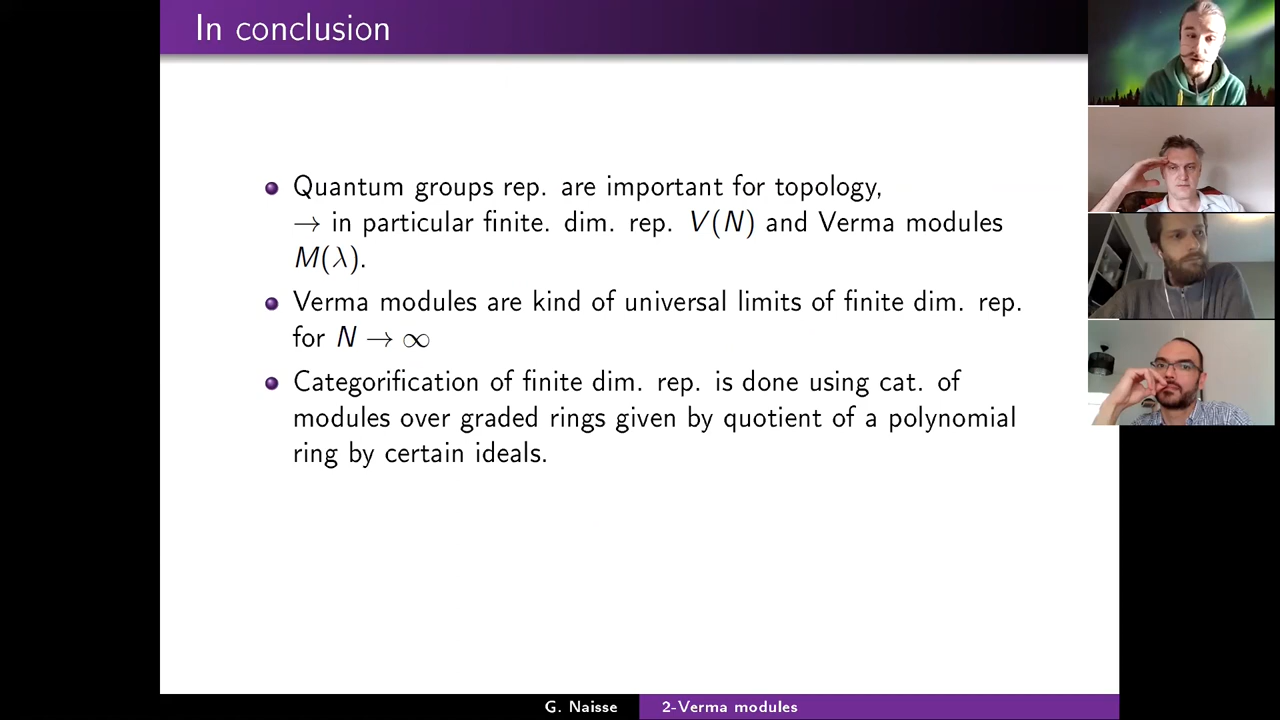 In conclusion
Quantum groups rep. are important for topology,
→ in particular finite. dim. rep. V(N) and Verma modules
M(λ).
Verma modules are kind of universal limits of finite dim. rep.
for N → ∞
Categorification of finite dim. rep. is done using cat. of
modules over graded rings given by quotient of a polynomial
ring by certain ideals.
G. Naisse
2-Verma modules